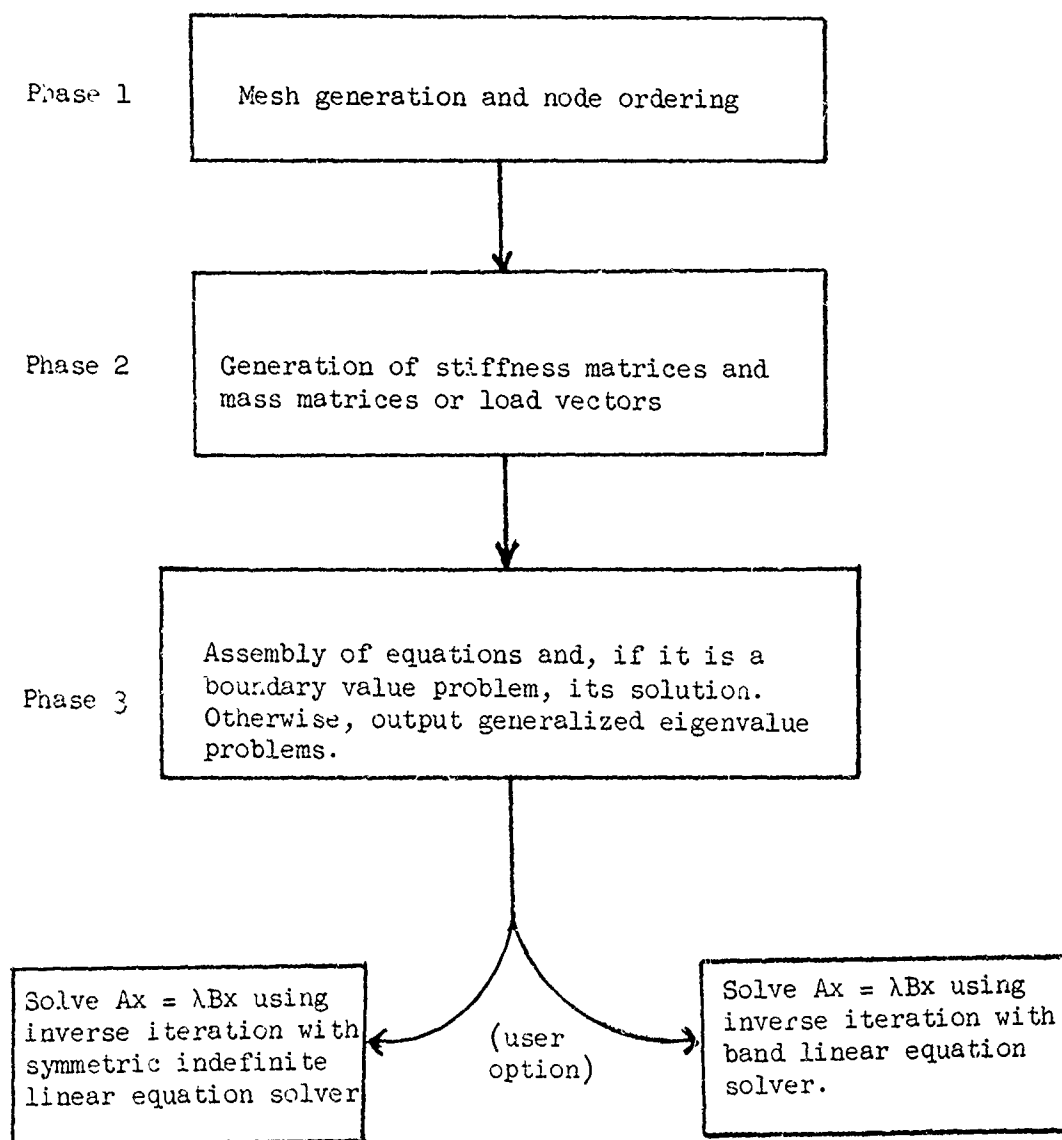 Phase 1
Mesh generation and node ordering
Phase 2
Generation of stiffness matrices and
mass matrices or load vectors
Phase 3
Assembly of equations and, if it is a
boundary value problem, its solution.
Otherwise, output generalized eigenvalue
problems.
Solve Ax = λBx using
inverse iteration with
symmetric indefinite
linear equation solver
(user
option)
Solve Ax = λBx using
inverse iteration with
band linear equation
solver.